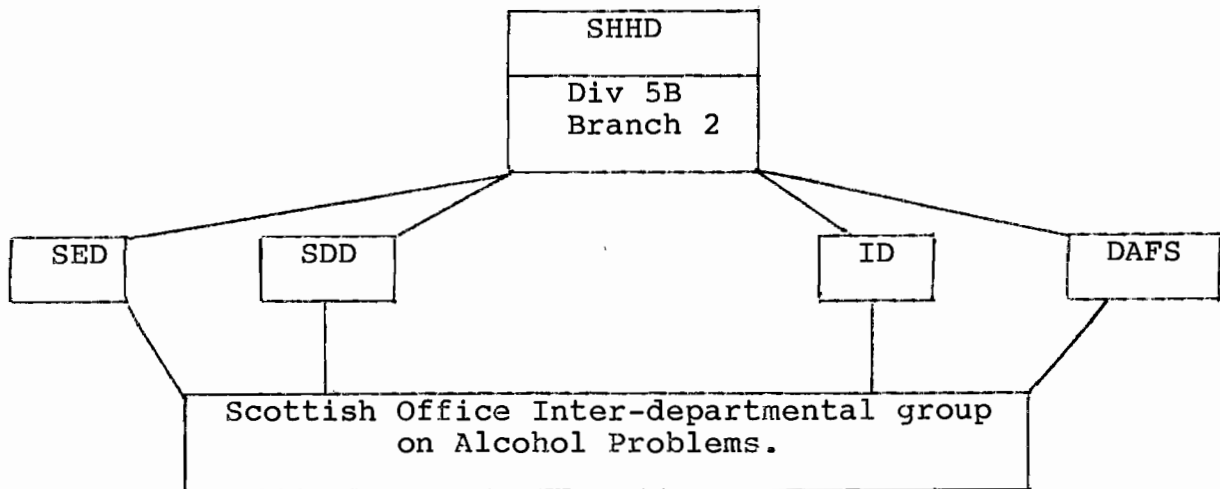 SHHD
Div 5B
Branch 2
SED
SDD
ID
DAFS
Scottish Office Inter-departmental group
on Alcohol Problems.